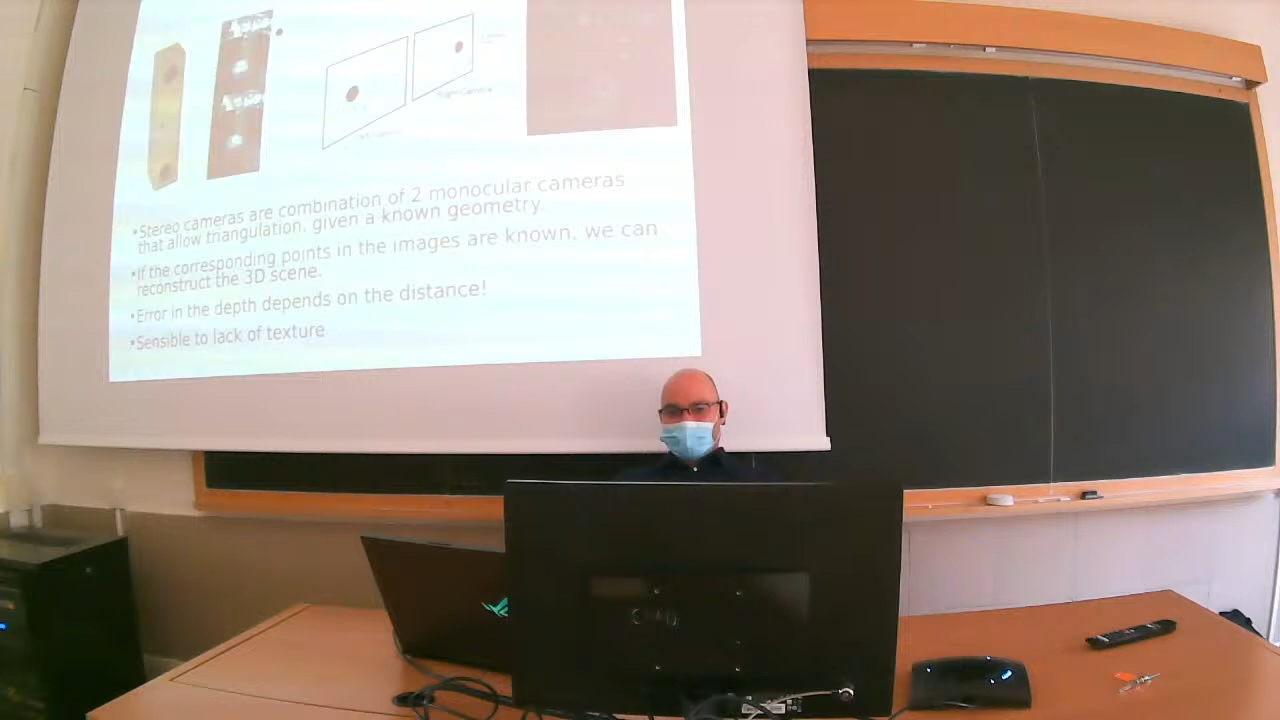 Right Camera
•Stereo cameras are combination of 2 monocular cameras
that allow triangulation, given a known geometry.
•If the corresponding points in the images are known, we can
reconstruct the 3D scene.
•Error in the depth depends on the distance!
•Sensible to lack of texture